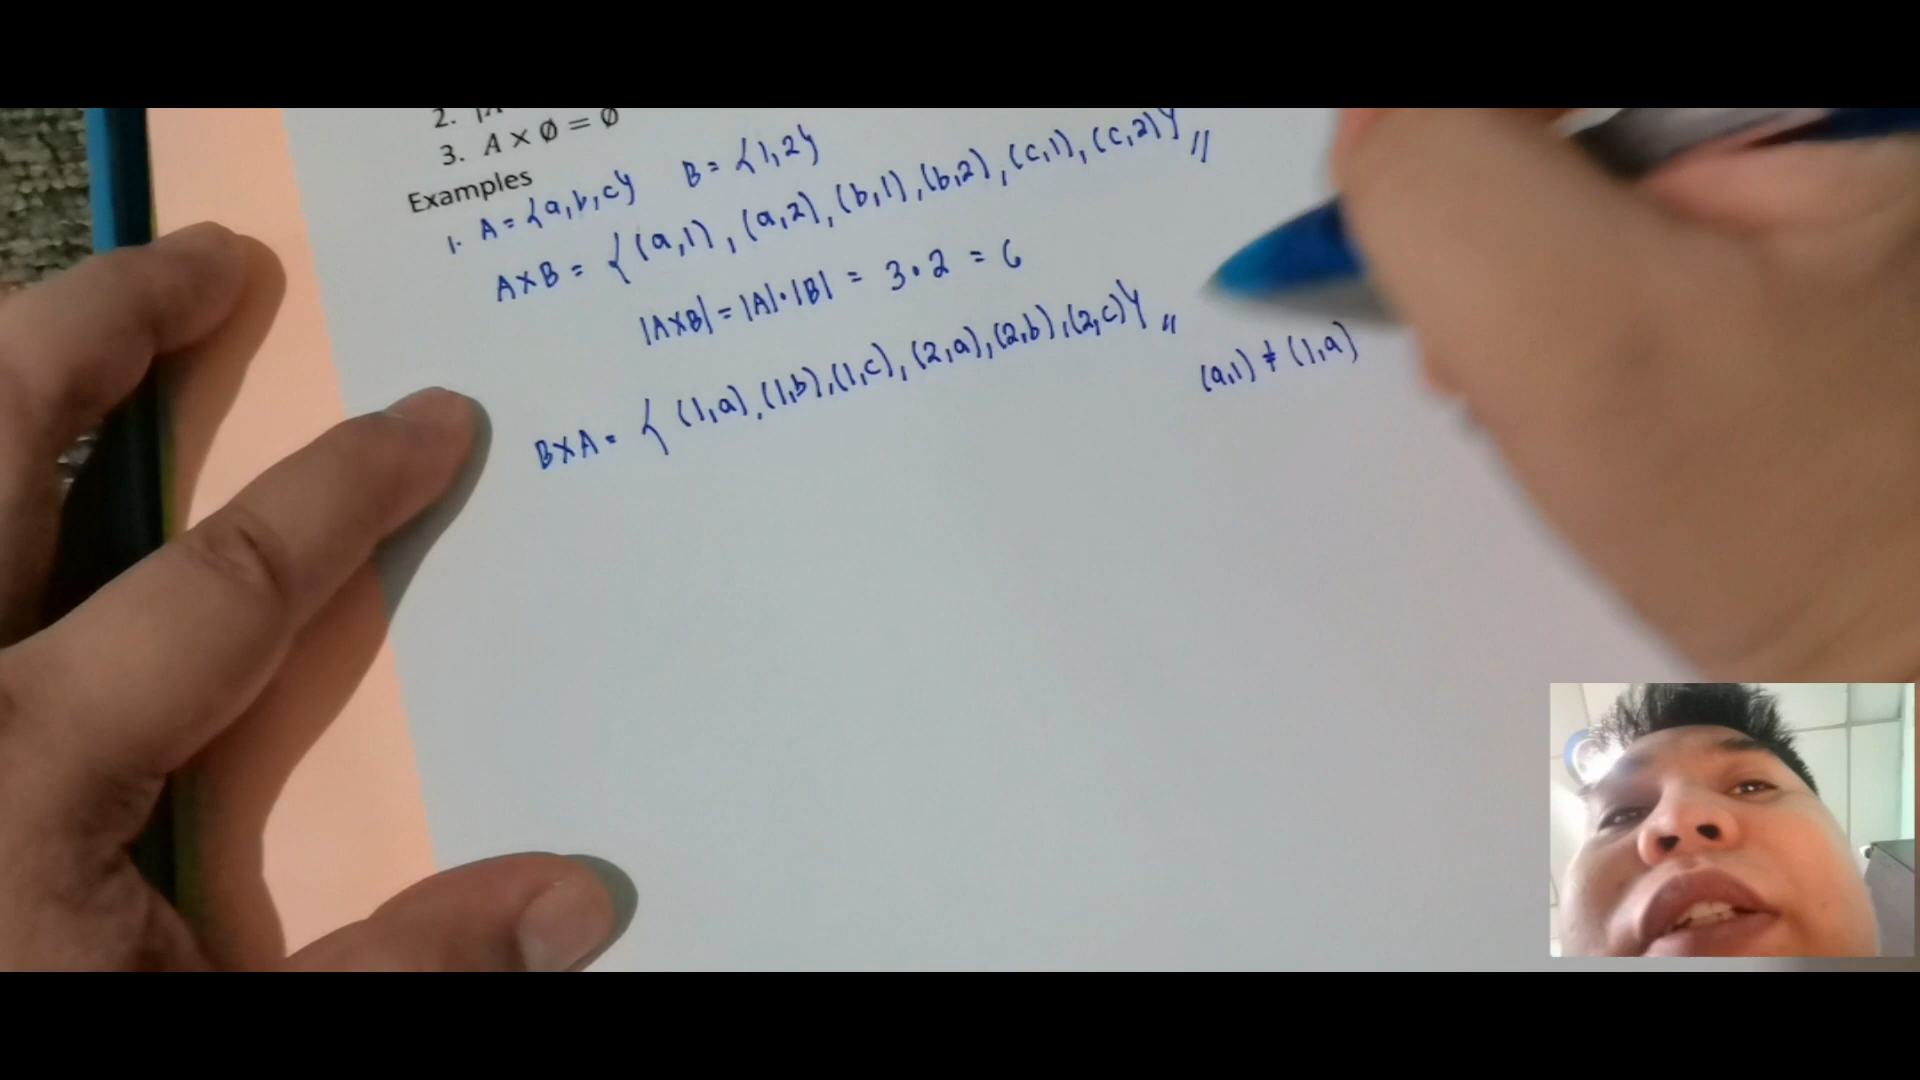 2.
3. A × ∅ = ∅
Examples
1. A = {a,b,c} B = {1,2}
A×B = {(a,1), (a,2), (b,1), (b,2), (c,1), (c,2)} //
|A×B| = |A|·|B| = 3·2 = 6
B×A = {(1,a), (1,b), (1,c), (2,a), (2,b), (2,c)} //
(a,1) ≠ (1,a)